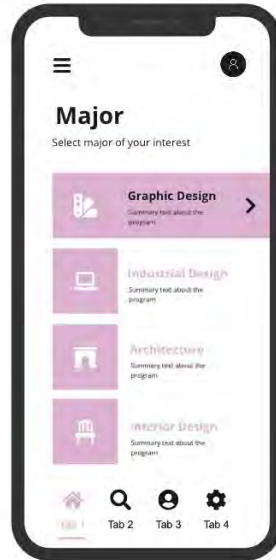 Major
Select major of your interest
Graphic Design
Summary text about the
program
Industrial Design
Summary text about the
program
Architecture
Summary text about the
program
Interior Design
Summary text about the
program
Tab 1
Tab 2
Tab 3
Tab 4